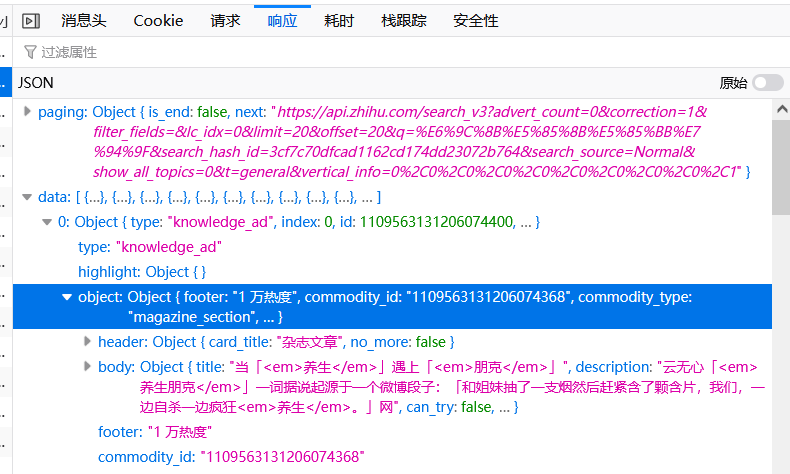 消息头 Cookie 请求 响应 耗时 栈跟踪 安全性
过滤属性
JSON 原始
paging: Object { is_end: false, next: "https://api.zhihu.com/search_v3?advert_count=0&correction=1&
filter_fields=&lc_idx=0&limit=20&offset=20&q=%E6%9C%8B%E5%85%8B%E5%85%BB%E7
%94%9F&search_hash_id=3cf7c70dfcad1162cd174dd23072b764&search_source=Normal&
show_all_topics=0&t=general&vertical_info=0%2C0%2C0%2C0%2C0%2C0%2C0%2C0%2C0%2C1" }
data: [ {…}, {…}, {…}, {…}, {…}, {…}, {…}, {…}, {…}, {…}, … ]
0: Object { type: "knowledge_ad", index: 0, id: 1109563131206074400, … }
type: "knowledge_ad"
highlight: Object { }
object: Object { footer: "1 万热度", commodity_id: "1109563131206074368", commodity_type:
"magazine_section", … }
header: Object { card_title: "杂志文章", no_more: false }
body: Object { title: "当「<em>养生</em>」遇上「<em>朋克</em>」", description: "云无心「<em>
养生朋克</em>」一词据说起源于一个微博段子：「和姐妹抽了一支烟然后赶紧含了颗含片，我们，一
边自杀一边疯狂<em>养生</em>。」网", can_try: false, … }
footer: "1 万热度"
commodity_id: "1109563131206074368"